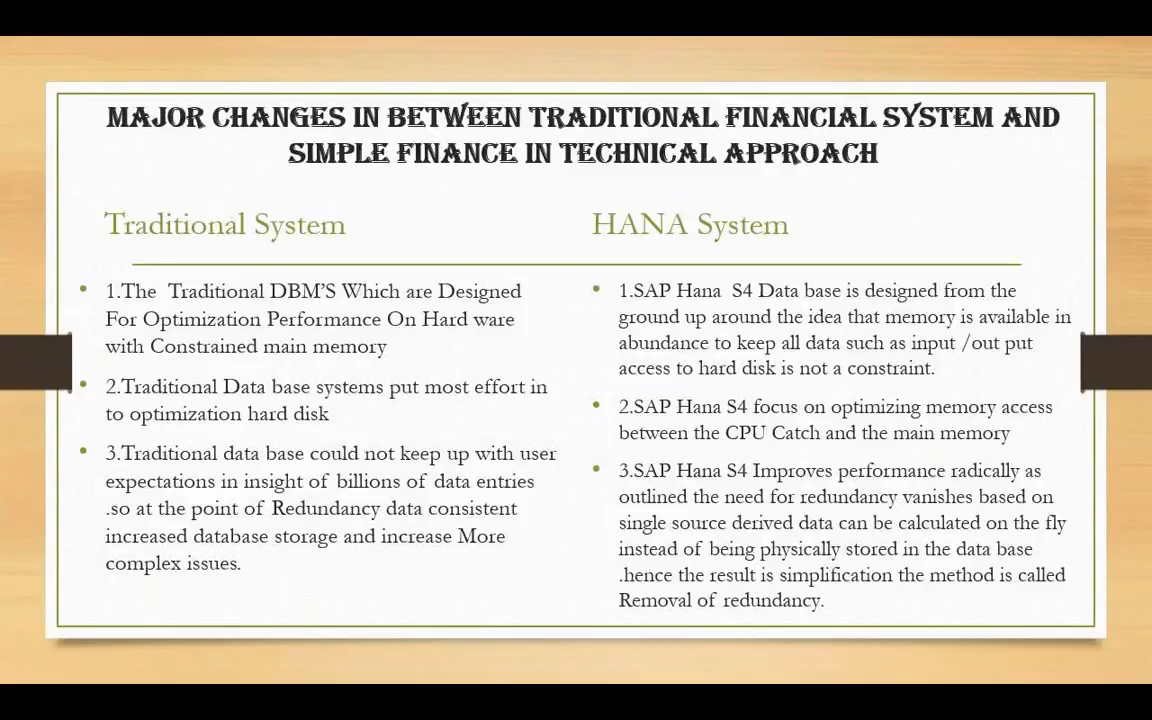 MAJOR CHANGES IN BETWEEN TRADITIONAL FINANCIAL SYSTEM AND
SIMPLE FINANCE IN TECHNICAL APPROACH
Traditional System
• 1.The Traditional DBM'S Which are Designed
For Optimization Performance On Hard ware
with Constrained main memory
• 2.Traditional Data base systems put most effort in
to optimization hard disk
• 3.Traditional data base could not keep up with user
expectations in insight of billions of data entries
.so at the point of Redundancy data consistent
increased database storage and increase More
complex issues.
HANA System
• 1.SAP Hana S4 Data base is designed from the
ground up around the idea that memory is available in
abundance to keep all data such as input /out put
access to hard disk is not a constraint.
• 2.SAP Hana S4 focus on optimizing memory access
between the CPU Catch and the main memory
• 3.SAP Hana S4 Improves performance radically as
outlined the need for redundancy vanishes based on
single source derived data can be calculated on the fly
instead of being physically stored in the data base
.hence the result is simplification the method is called
Removal of redundancy.